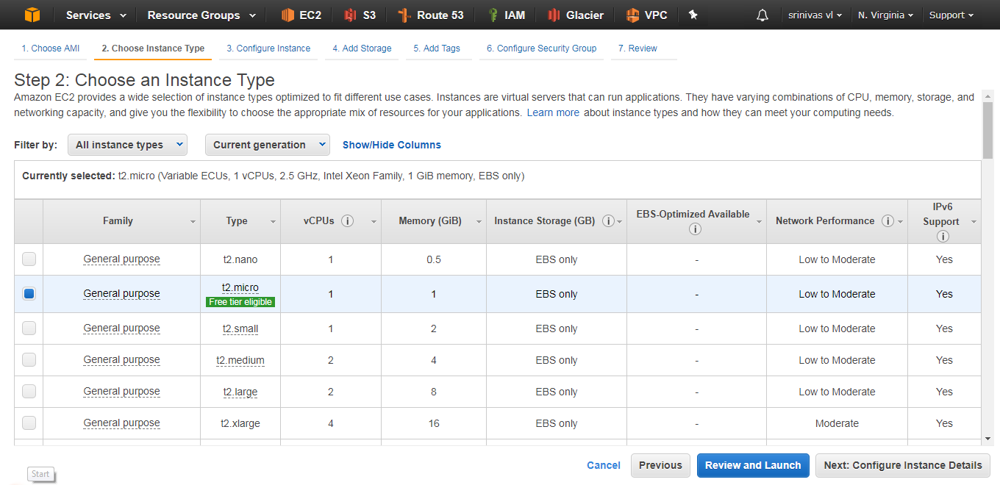 Services Resource Groups EC2 S3 Route 53 IAM Glacier VPC srinivas vl N. Virginia Support
1. Choose AMI 2. Choose Instance Type 3. Configure Instance 4. Add Storage 5. Add Tags 6. Configure Security Group 7. Review
Step 2: Choose an Instance Type
Amazon EC2 provides a wide selection of instance types optimized to fit different use cases. Instances are virtual servers that can run applications. They have varying combinations of CPU, memory, storage, and
networking capacity, and give you the flexibility to choose the appropriate mix of resources for your applications. Learn more about instance types and how they can meet your computing needs.
Filter by: All instance types Current generation Show/Hide Columns
Currently selected: t2.micro (Variable ECUs, 1 vCPUs, 2.5 GHz, Intel Xeon Family, 1 GiB memory, EBS only)
Family Type vCPUs Memory (GiB) Instance Storage (GB) EBS-Optimized Available Network Performance IPv6 Support
General purpose t2.nano 1 0.5 EBS only - Low to Moderate Yes
General purpose t2.micro 1 1 EBS only - Low to Moderate Yes
Free tier eligible
General purpose t2.small 1 2 EBS only - Low to Moderate Yes
General purpose t2.medium 2 4 EBS only - Low to Moderate Yes
General purpose t2.large 2 8 EBS only - Low to Moderate Yes
General purpose t2.xlarge 4 16 EBS only - Moderate Yes
Cancel Previous Review and Launch Next: Configure Instance Details
Start